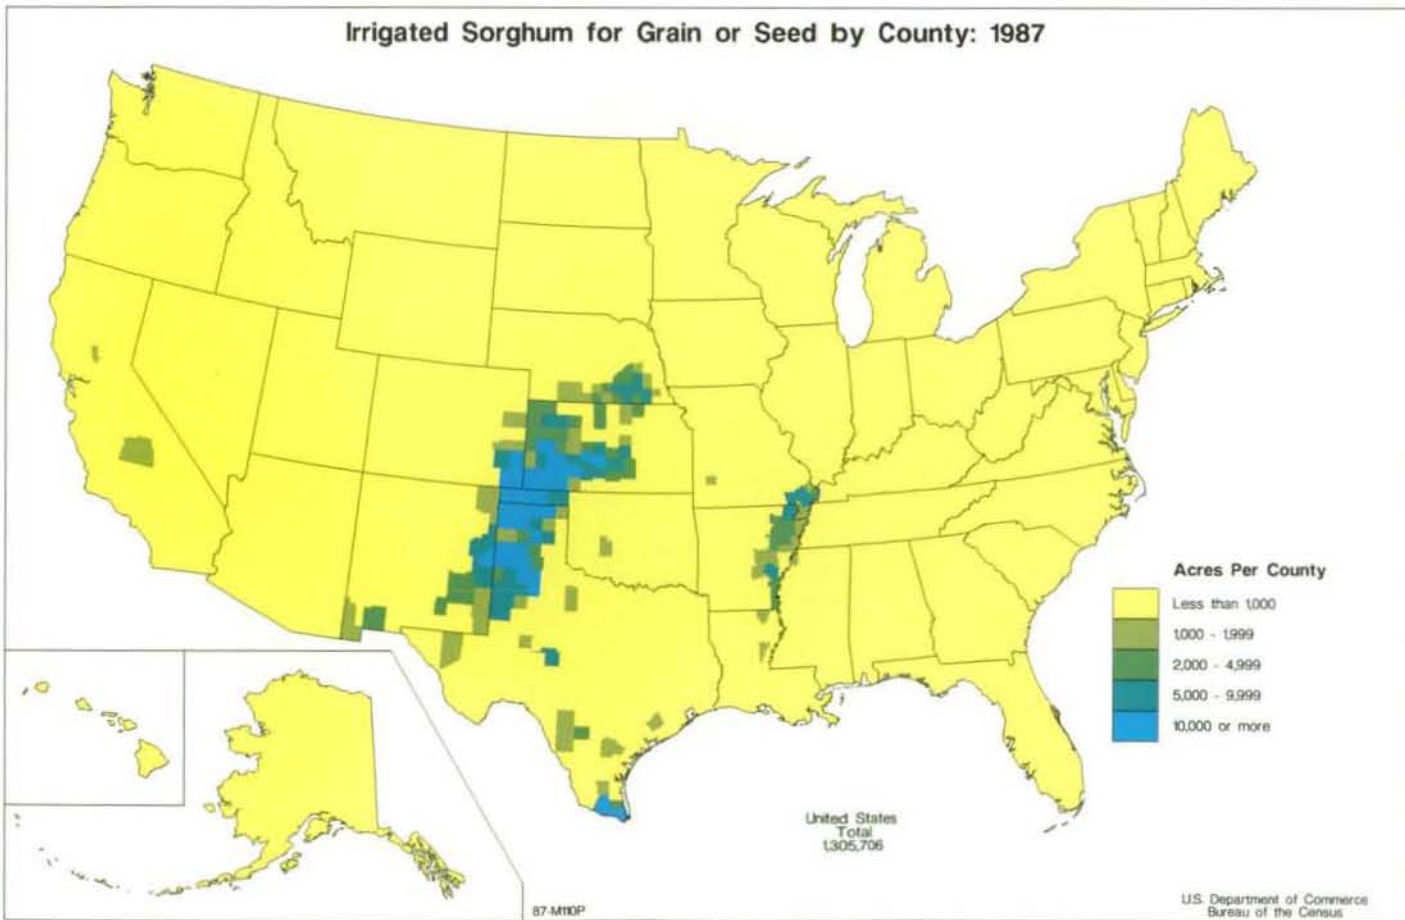 Irrigated Sorghum for Grain or Seed by County: 1987
Acres Per County
Less than 1,000
1,000 - 1,999
2,000 - 4,999
5,000 - 9,999
10,000 or more
United States
Total
1,305,706
87-M110P
U.S. Department of Commerce
Bureau of the Census